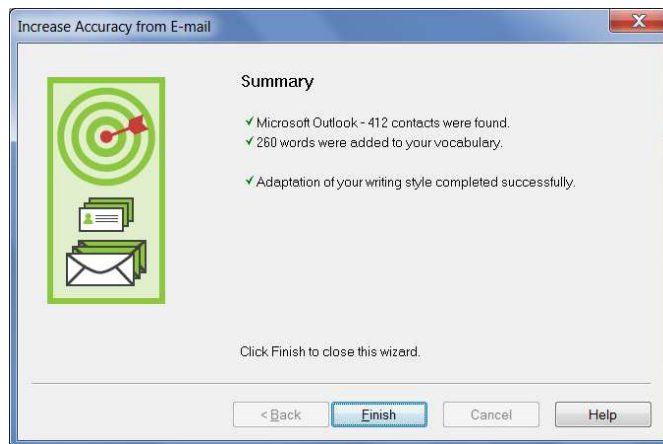 Increase Accuracy from E-mail
Summary
Microsoft Outlook - 412 contacts were found.
260 words were added to your vocabulary.
Adaptation of your writing style completed successfully.
Click Finish to close this wizard.
< Back Finish Cancel Help